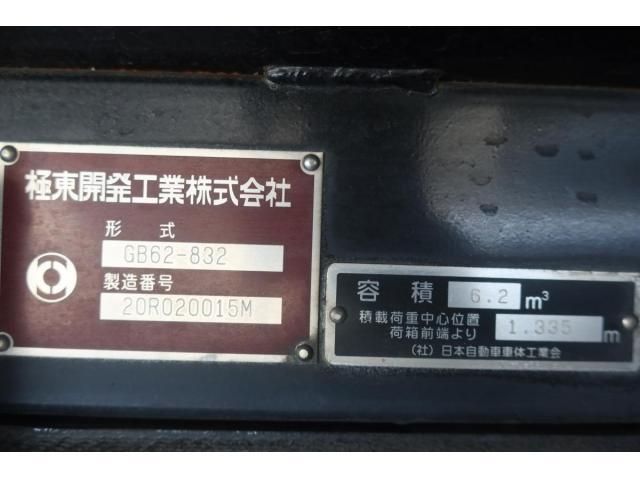 極東開発工業株式会社
形 式
GB62-832
製造番号
20R020015M
容 積 6.2 m³
積載荷重中心位置
荷箱前端より 1.335 m
(社) 日本自動車車体工業会